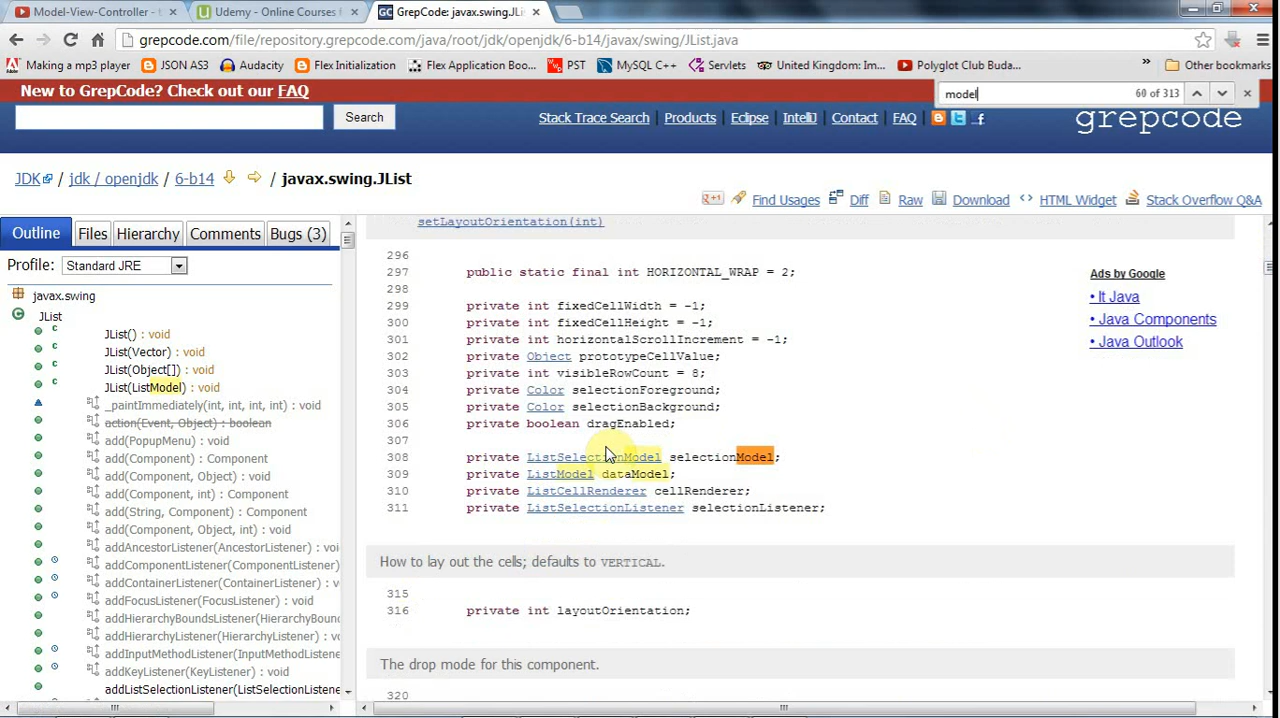 Model-View-Controller - t
Udemy - Online Courses f
GC GrepCode: javax.swing.JLi
grepcode.com/file/repository.grepcode.com/java/root/jdk/openjdk/6-b14/javax/swing/JList.java
Making a mp3 player
JSON AS3
Audacity
Flex Initialization
Flex Application Boo...
PST
MySQL C++
Servlets
United Kingdom: Im...
Polyglot Club Buda...
»
Other bookmarks
New to GrepCode? Check out our FAQ
model
60 of 313
Search
Stack Trace Search
Products
Eclipse
IntelliJ
Contact
FAQ
grepcode
JDK / jdk / openjdk / 6-b14 / javax.swing.JList
Find Usages
Diff
Raw
Download
HTML Widget
Stack Overflow Q&A
Outline
Files
Hierarchy
Comments
Bugs (3)
Profile: Standard JRE
javax.swing
JList
JList() : void
JList(Vector) : void
JList(Object[]) : void
JList(ListModel) : void
_paintImmediately(int, int, int, int) : void
action(Event, Object) : boolean
add(PopupMenu) : void
add(Component) : Component
add(Component, Object) : void
add(Component, int) : Component
add(String, Component) : Component
add(Component, Object, int) : void
addAncestorListener(AncestorListener) : void
addComponentListener(ComponentListener)
addContainerListener(ContainerListener) : void
addFocusListener(FocusListener) : void
addHierarchyBoundsListener(HierarchyBound
addHierarchyListener(HierarchyListener) : void
addInputMethodListener(InputMethodListene
addKeyListener(KeyListener) : void
addListSelectionListener(ListSelectionListene
setLayoutOrientation(int)
296
297 public static final int HORIZONTAL_WRAP = 2;
298
299 private int fixedCellWidth = -1;
300 private int fixedCellHeight = -1;
301 private int horizontalScrollIncrement = -1;
302 private Object prototypeCellValue;
303 private int visibleRowCount = 8;
304 private Color selectionForeground;
305 private Color selectionBackground;
306 private boolean dragEnabled;
307
308 private ListSelectionModel selectionModel;
309 private ListModel dataModel;
310 private ListCellRenderer cellRenderer;
311 private ListSelectionListener selectionListener;
How to lay out the cells; defaults to VERTICAL.
315
316 private int layoutOrientation;
The drop mode for this component.
320
Ads by Google
• It Java
• Java Components
• Java Outlook